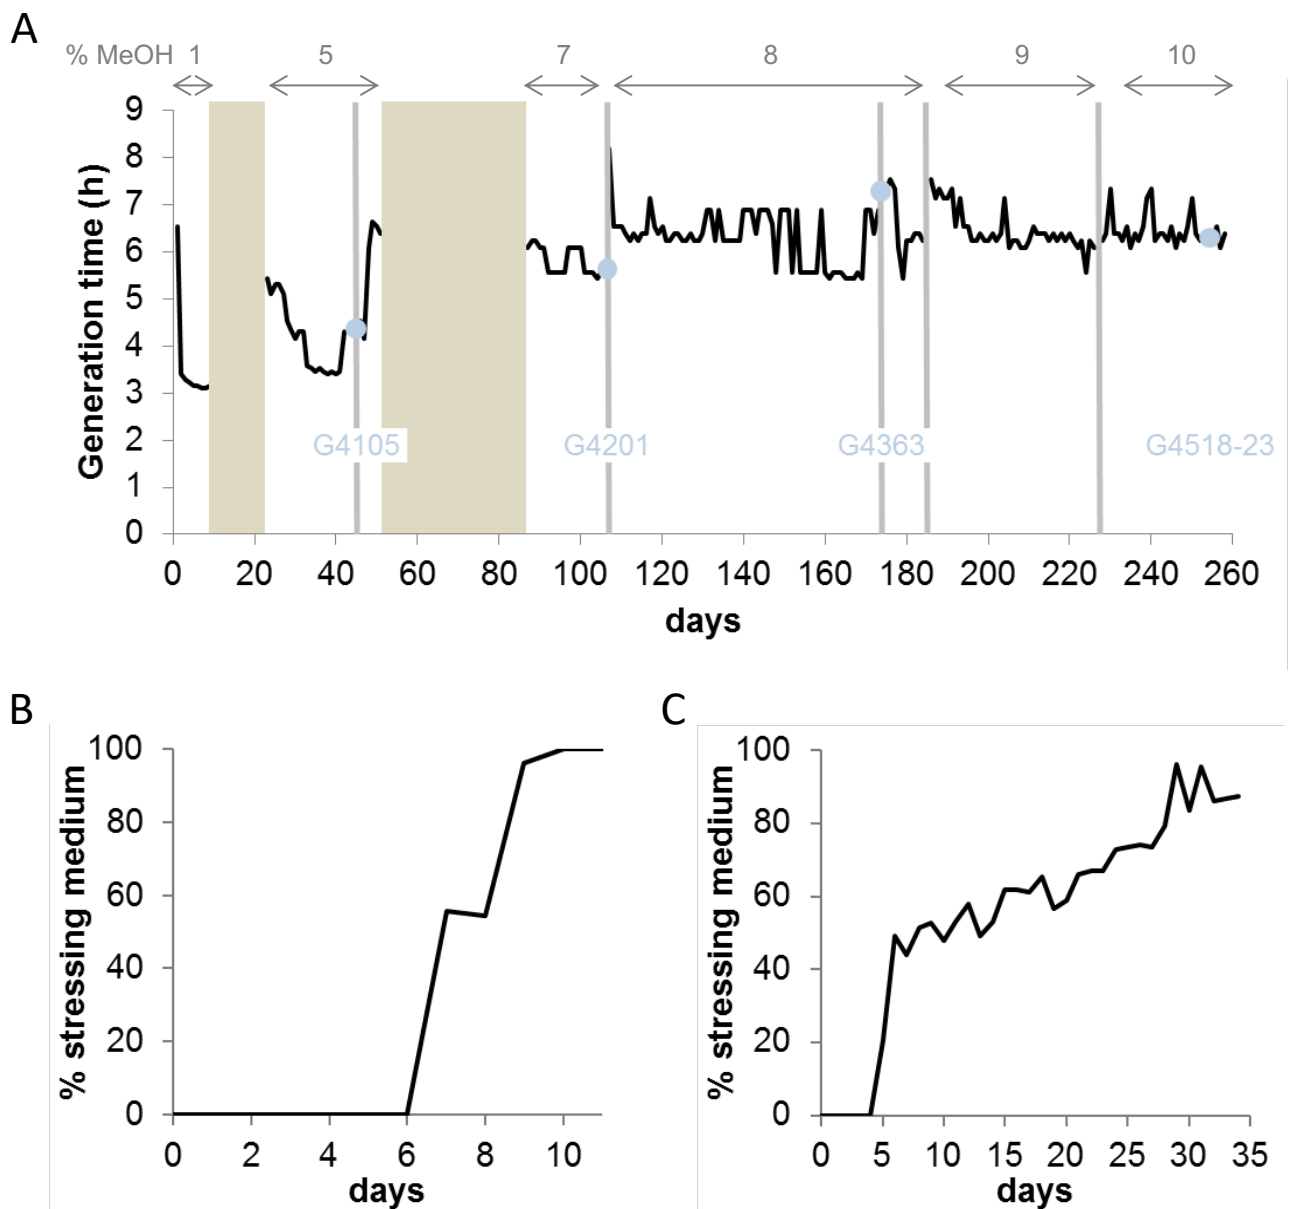 A
% MeOH 1 5 7 8 9 10
Generation time (h)
9
8
7
6
5
4
3
2
1
0
G4105 G4201 G4363 G4518-23
0 20 40 60 80 100 120 140 160 180 200 220 240 260
days
B
% stressing medium
100
80
60
40
20
0
0 2 4 6 8 10
days
C
% stressing medium
100
80
60
40
20
0
0 5 10 15 20 25 30 35
days